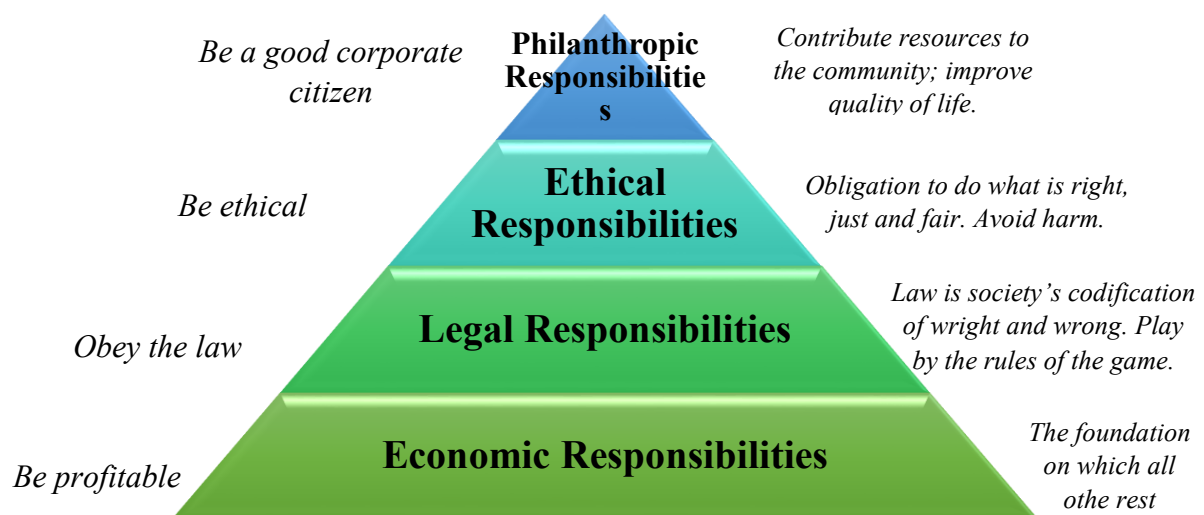 Be a good corporate
citizen
Philanthropic
Responsibilitie
s
Contribute resources to
the community; improve
quality of life.
Be ethical
Ethical
Responsibilities
Obligation to do what is right,
just and fair. Avoid harm.
Obey the law
Legal Responsibilities
Law is society’s codification
of wright and wrong. Play
by the rules of the game.
Be profitable
Economic Responsibilities
The foundation
on which all
othe rest